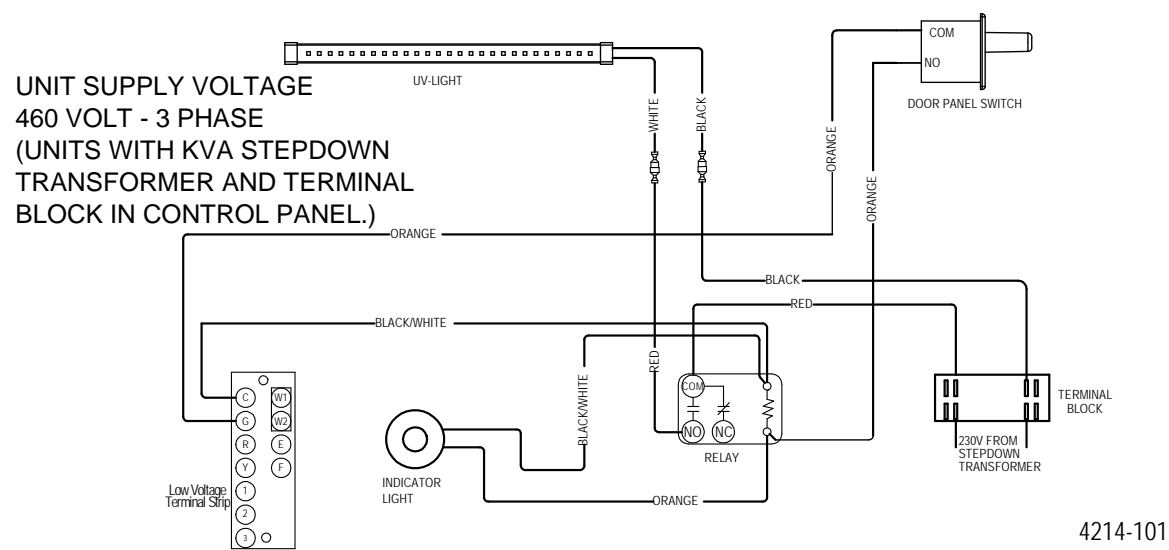 COM
NO
DOOR PANEL SWITCH
UV-LIGHT
UNIT SUPPLY VOLTAGE
460 VOLT - 3 PHASE
(UNITS WITH KVA STEPDOWN
TRANSFORMER AND TERMINAL
BLOCK IN CONTROL PANEL.)
WHITE
BLACK
ORANGE
ORANGE
ORANGE
BLACK
RED
BLACK/WHITE
RED
BLACK/WHITE
COM
NO
NC
RELAY
TERMINAL
BLOCK
230V FROM
STEPDOWN
TRANSFORMER
C
W1
G
W2
R
E
Y
F
1
2
3
Low Voltage
Terminal Strip
INDICATOR
LIGHT
ORANGE
4214-101